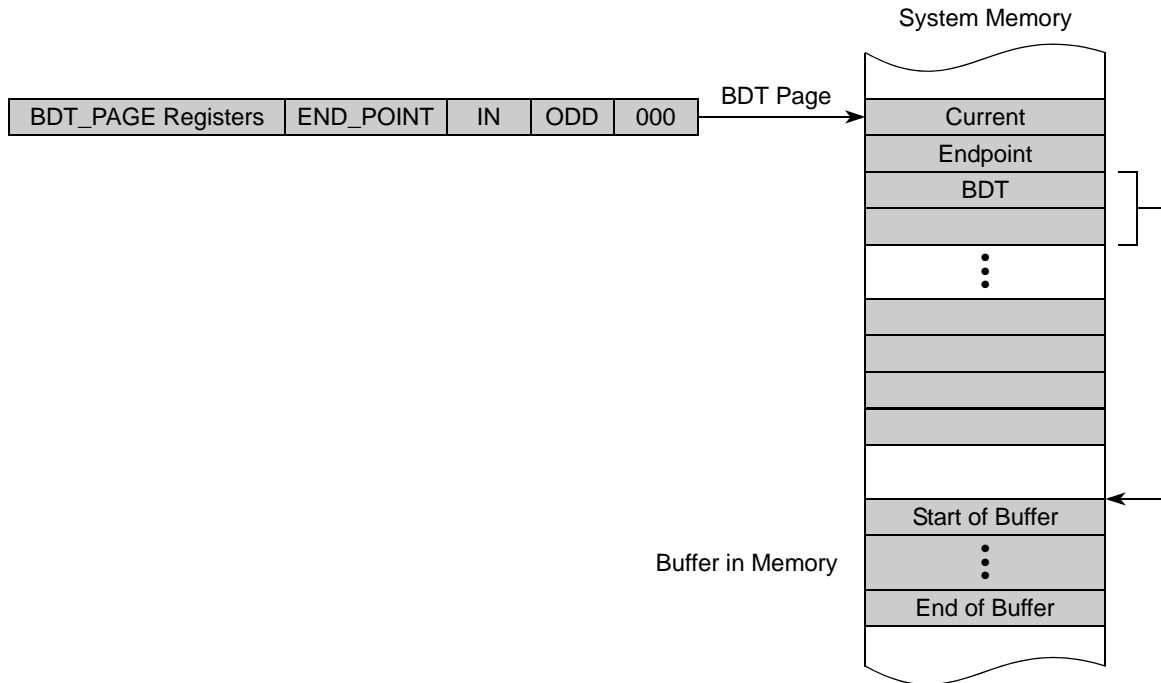 System Memory
BDT_PAGE Registers END_POINT IN ODD 000
BDT Page
Current
Endpoint
BDT
Start of Buffer
Buffer in Memory
End of Buffer